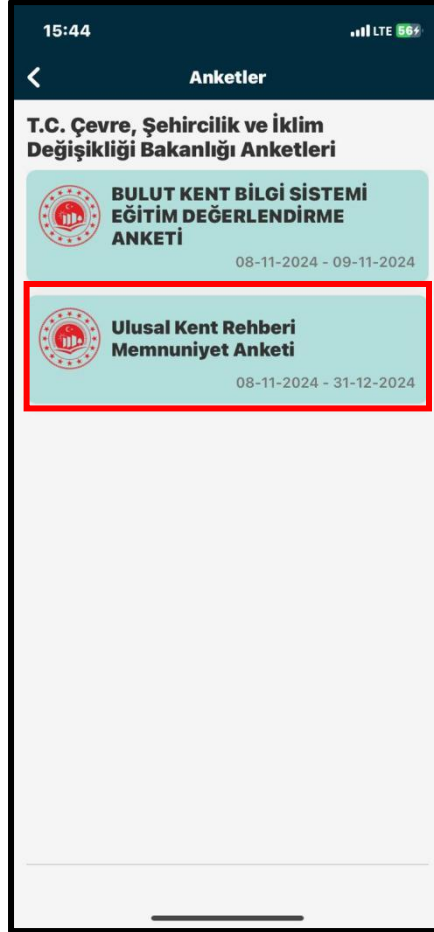 15:44
LTE 56
Anketler
T.C. Çevre, Şehircilik ve İklim
Değişikliği Bakanlığı Anketleri
BULUT KENT BİLGİ SİSTEMİ
EĞİTİM DEĞERLENDİRME
ANKETİ
08-11-2024 - 09-11-2024
Ulusal Kent Rehberi
Memnuniyet Anketi
08-11-2024 - 31-12-2024